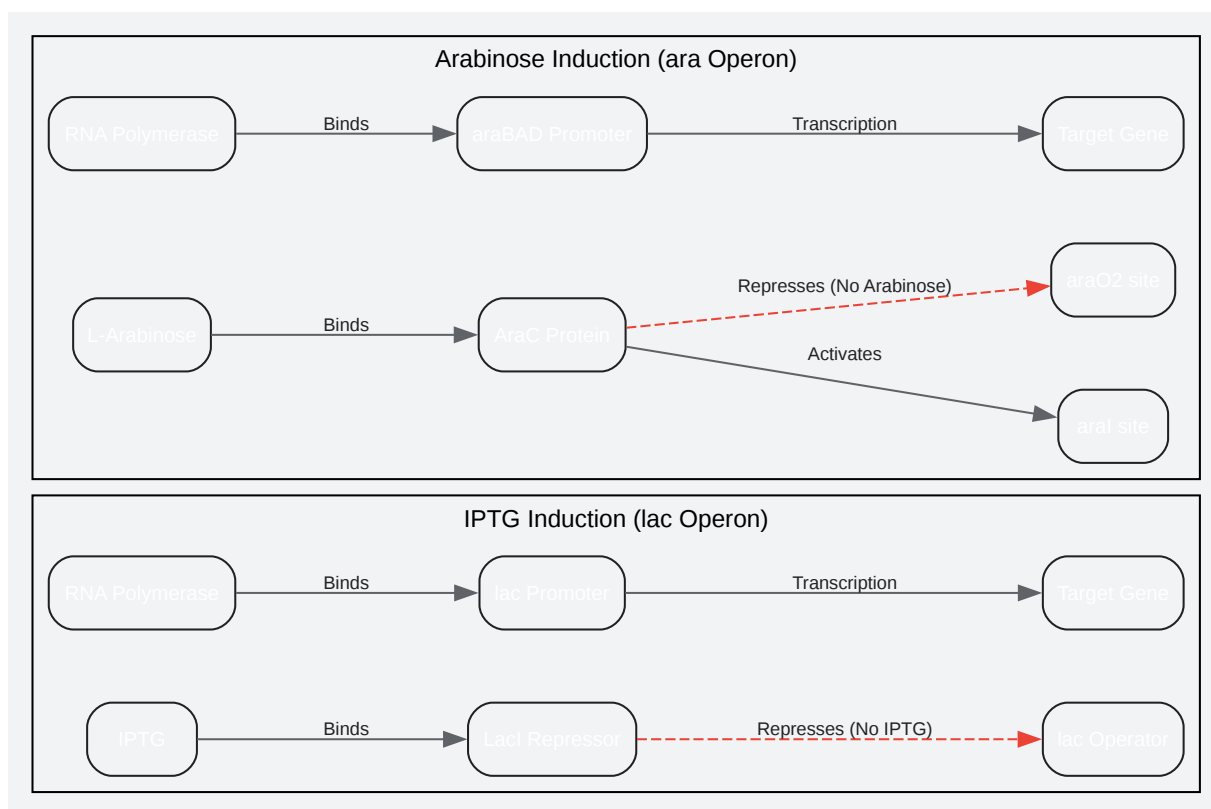 Arabinose Induction (ara Operon)
RNA Polymerase
Binds
araBAD Promoter
Transcription
Target Gene
araO2 site
Represses (No Arabinose)
L-Arabinose
Binds
AraC Protein
Activates
araI site
IPTG Induction (lac Operon)
RNA Polymerase
Binds
lac Promoter
Transcription
Target Gene
IPTG
Binds
LacI Repressor
Represses (No IPTG)
lac Operator